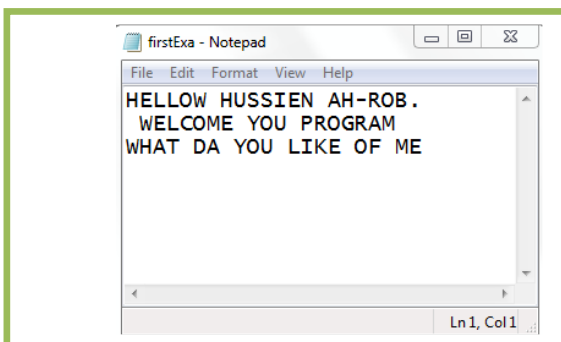 firstExa - Notepad
File Edit Format View Help
HELLOW HUSSIEN AH-ROB.
WELCOME YOU PROGRAM
WHAT DA YOU LIKE OF ME
Ln 1, Col 1